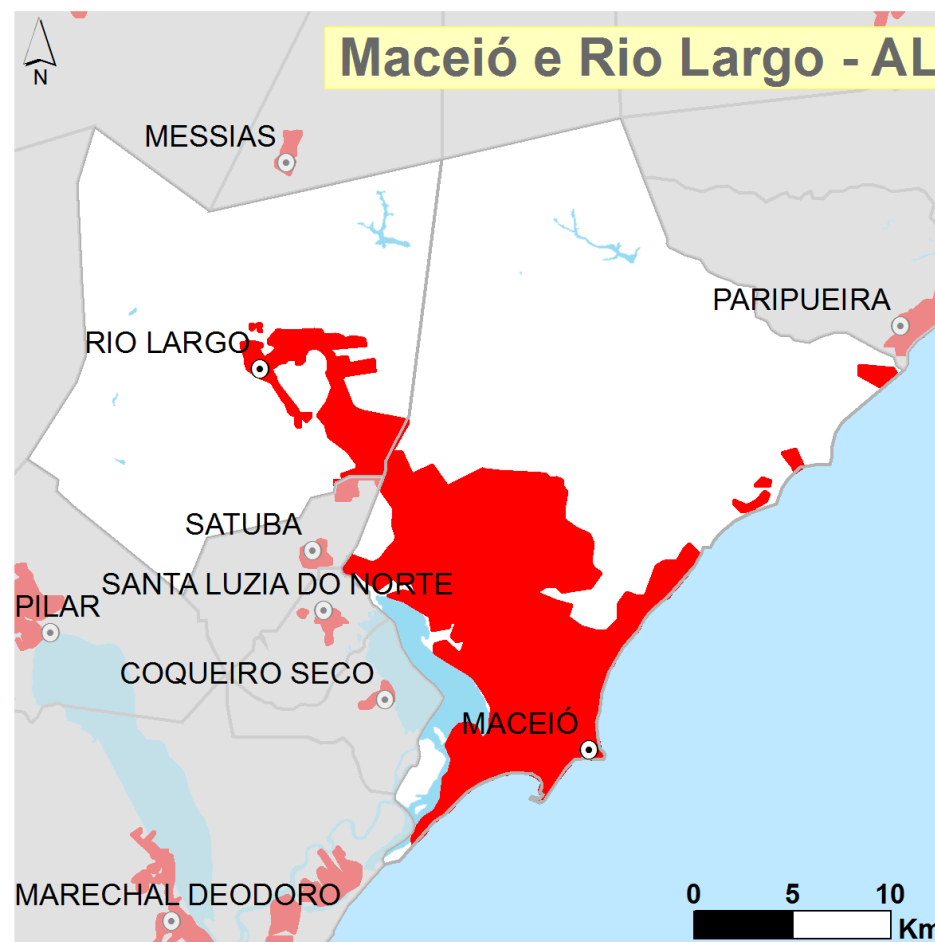 Maceió e Rio Largo - AL
N
MESSIAS
PARIPUEIRA
RIO LARGO
SATUBA
SANTA LUZIA DO NORTE
PILAR
COQUEIRO SECO
MACEIÓ
MARECHAL DEODORO
0 5 10
Km